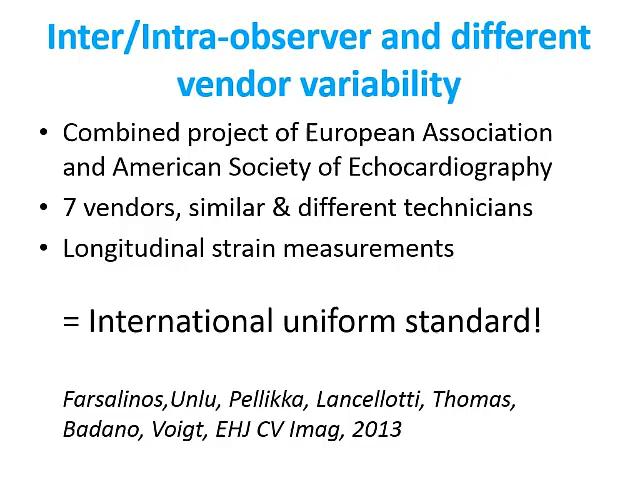 Inter/Intra-observer and different
vendor variability
• Combined project of European Association
and American Society of Echocardiography
• 7 vendors, similar & different technicians
• Longitudinal strain measurements
= International uniform standard!
Farsalinos,Unlu, Pellikka, Lancellotti, Thomas,
Badano, Voigt, EHJ CV Imag, 2013